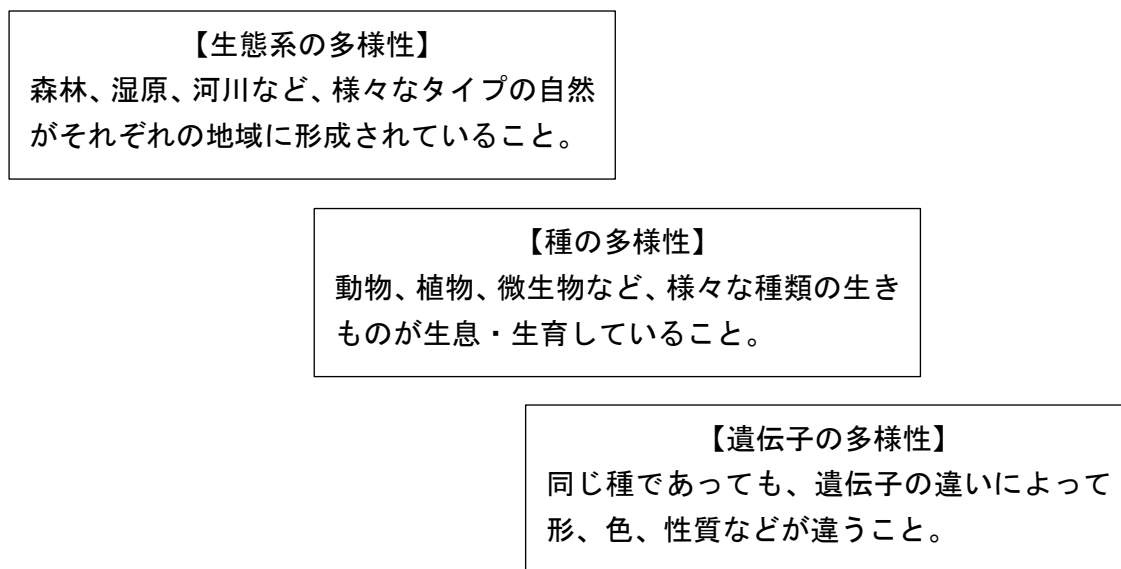 【生態系の多様性】
森林、湿原、河川など、様々なタイプの自然
がそれぞれの地域に形成されていること。
【種の多様性】
動物、植物、微生物など、様々な種類の生き
ものが生息・生育していること。
【遺伝子の多様性】
同じ種であっても、遺伝子の違いによって
形、色、性質などが違うこと。